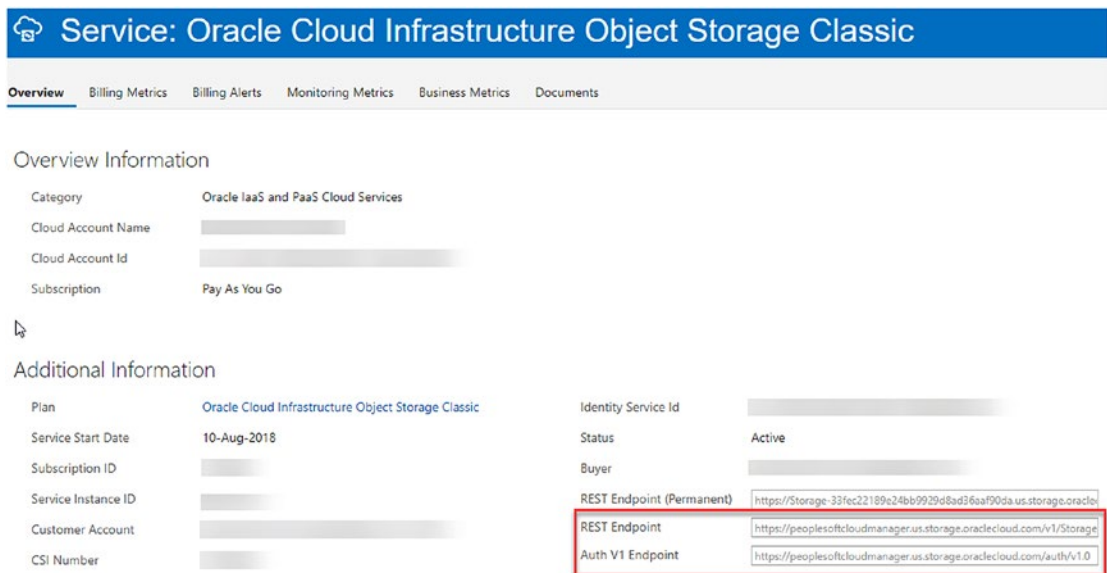 Service: Oracle Cloud Infrastructure Object Storage Classic
Overview Billing Metrics Billing Alerts Monitoring Metrics Business Metrics Documents
Overview Information
Category Oracle IaaS and PaaS Cloud Services
Cloud Account Name
Cloud Account Id
Subscription Pay As You Go
Additional Information
Plan Oracle Cloud Infrastructure Object Storage Classic Identity Service Id
Service Start Date 10-Aug-2018 Status Active
Subscription ID Buyer
Service Instance ID REST Endpoint (Permanent) https://Storage-33fec22189e24bb9929d8ad36aaf90da.us.storage.oraclec
Customer Account REST Endpoint https://peoplesoftcloudmanager.us.storage.oraclecloud.com/v1/Storage
CSI Number Auth V1 Endpoint https://peoplesoftcloudmanager.us.storage.oraclecloud.com/auth/v1.0